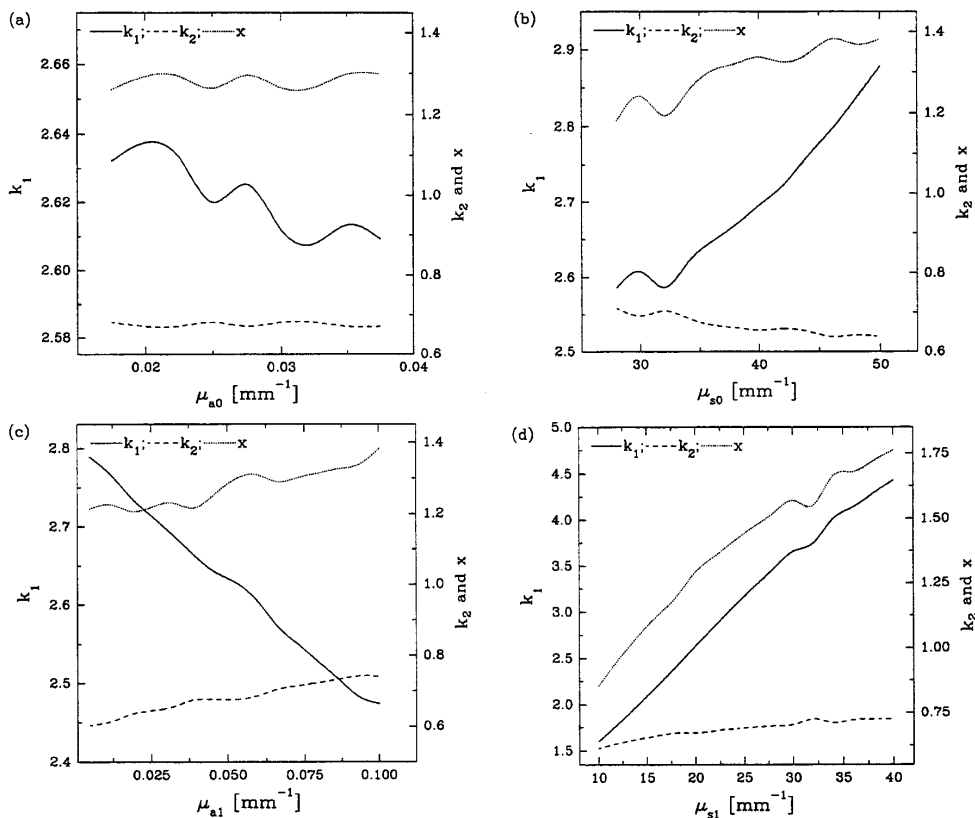 (a)
k₁; k₂; x
2.66
2.64
2.62
2.60
2.58
k₁
1.4
1.2
1.0
0.8
0.6
k₂ and x
0.02 0.03 0.04
μₐ₀ [mm⁻¹]
(b)
k₁; k₂; x
2.9
2.8
2.7
2.6
2.5
k₁
1.4
1.2
1.0
0.8
0.6
k₂ and x
30 40 50
μₛ₀ [mm⁻¹]
(c)
k₁; k₂; x
2.8
2.7
2.6
2.5
2.4
k₁
1.4
1.2
1.0
0.8
0.6
k₂ and x
0.025 0.050 0.075 0.100
μₐ₁ [mm⁻¹]
(d)
k₁; k₂; x
5.0
4.5
4.0
3.5
3.0
2.5
2.0
1.5
k₁
1.75
1.50
1.25
1.00
0.75
k₂ and x
10 15 20 25 30 35 40
μₛ₁ [mm⁻¹]